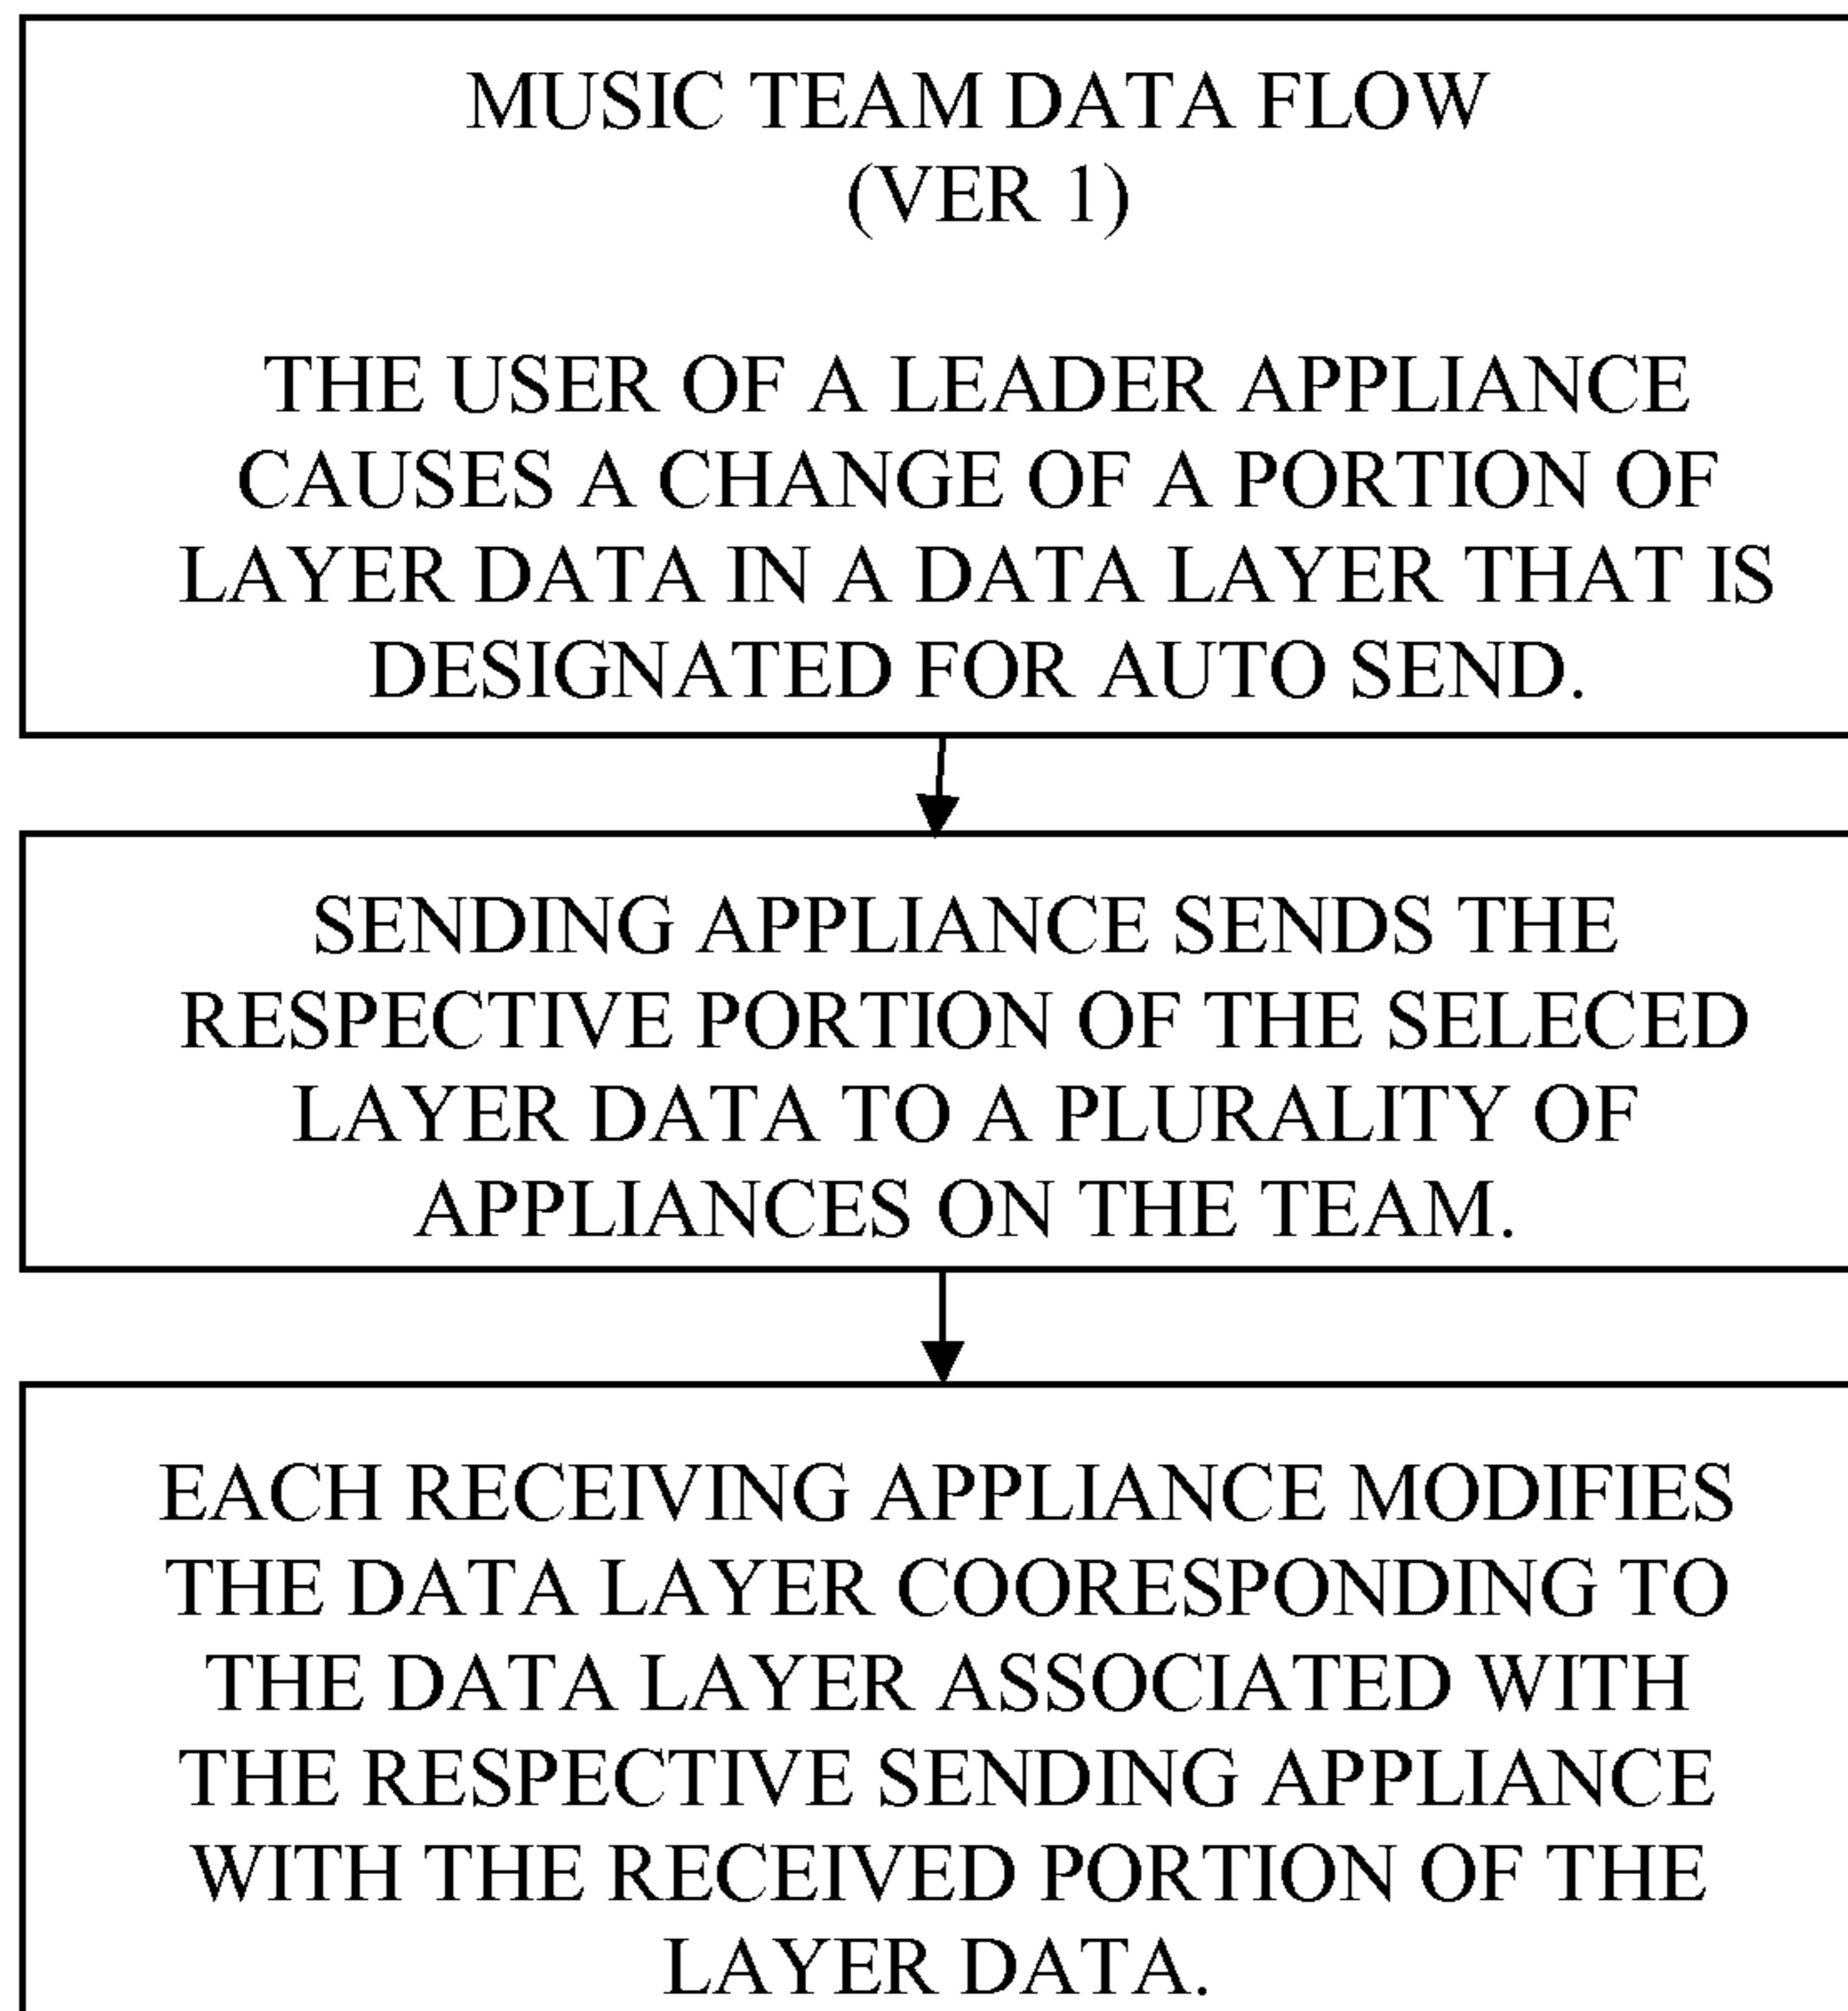 MUSIC TEAM DATA FLOW
(VER 1)
THE USER OF A LEADER APPLIANCE
CAUSES A CHANGE OF A PORTION OF
LAYER DATA IN A DATA LAYER THAT IS
DESIGNATED FOR AUTO SEND.
SENDING APPLIANCE SENDS THE
RESPECTIVE PORTION OF THE SELECED
LAYER DATA TO A PLURALITY OF
APPLIANCES ON THE TEAM.
EACH RECEIVING APPLIANCE MODIFIES
THE DATA LAYER COORESPONDING TO
THE DATA LAYER ASSOCIATED WITH
THE RESPECTIVE SENDING APPLIANCE
WITH THE RECEIVED PORTION OF THE
LAYER DATA.